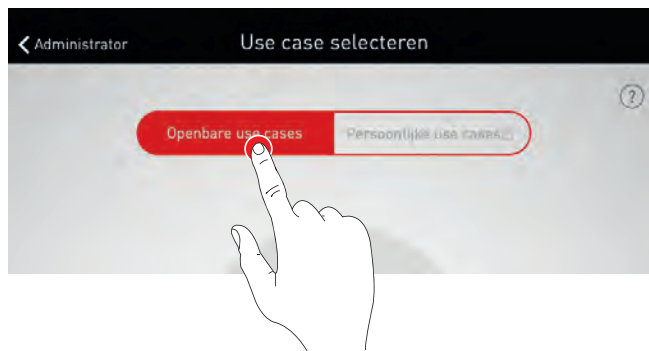 Administrator
Use case selecteren
?
Openbare use cases
Persoonlijke use cases